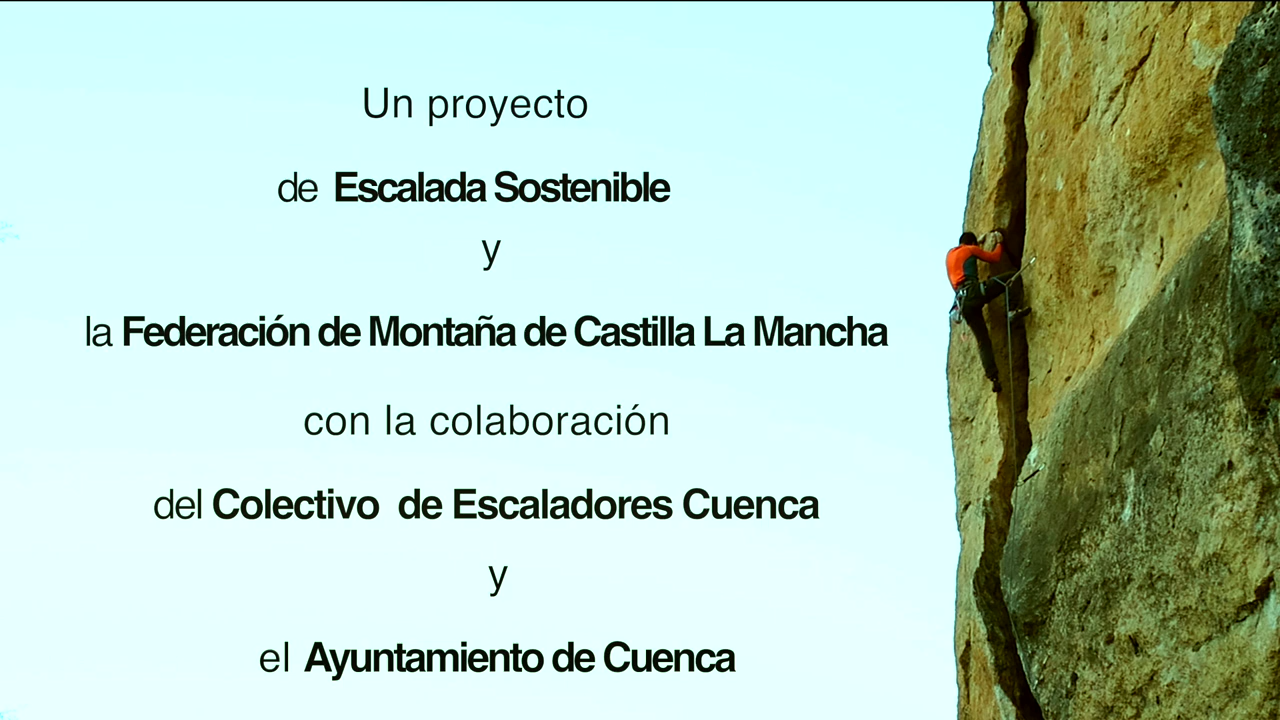 Un proyecto
de Escalada Sostenible
y
la Federación de Montaña de Castilla La Mancha
con la colaboración
del Colectivo de Escaladores Cuenca
y
el Ayuntamiento de Cuenca